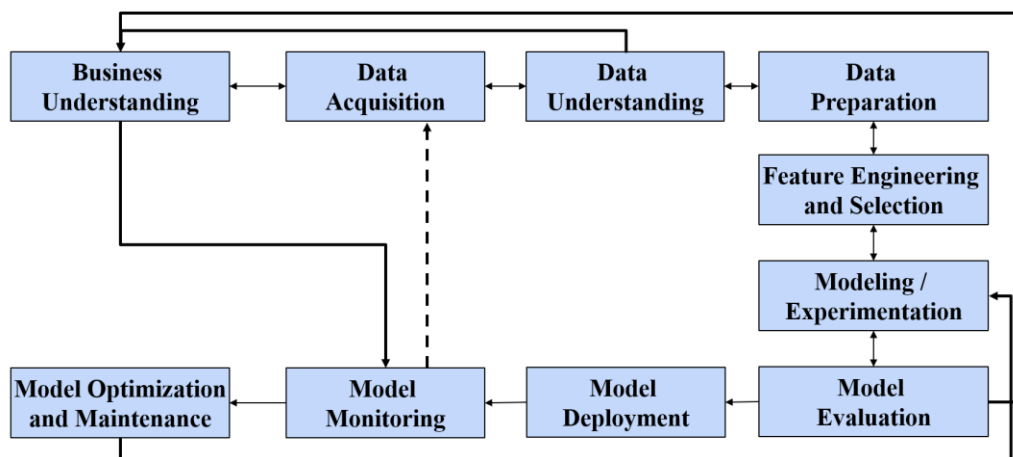 Business
Understanding
Data
Acquisition
Data
Understanding
Data
Preparation
Feature Engineering
and Selection
Modeling /
Experimentation
Model Optimization
and Maintenance
Model
Monitoring
Model
Deployment
Model
Evaluation